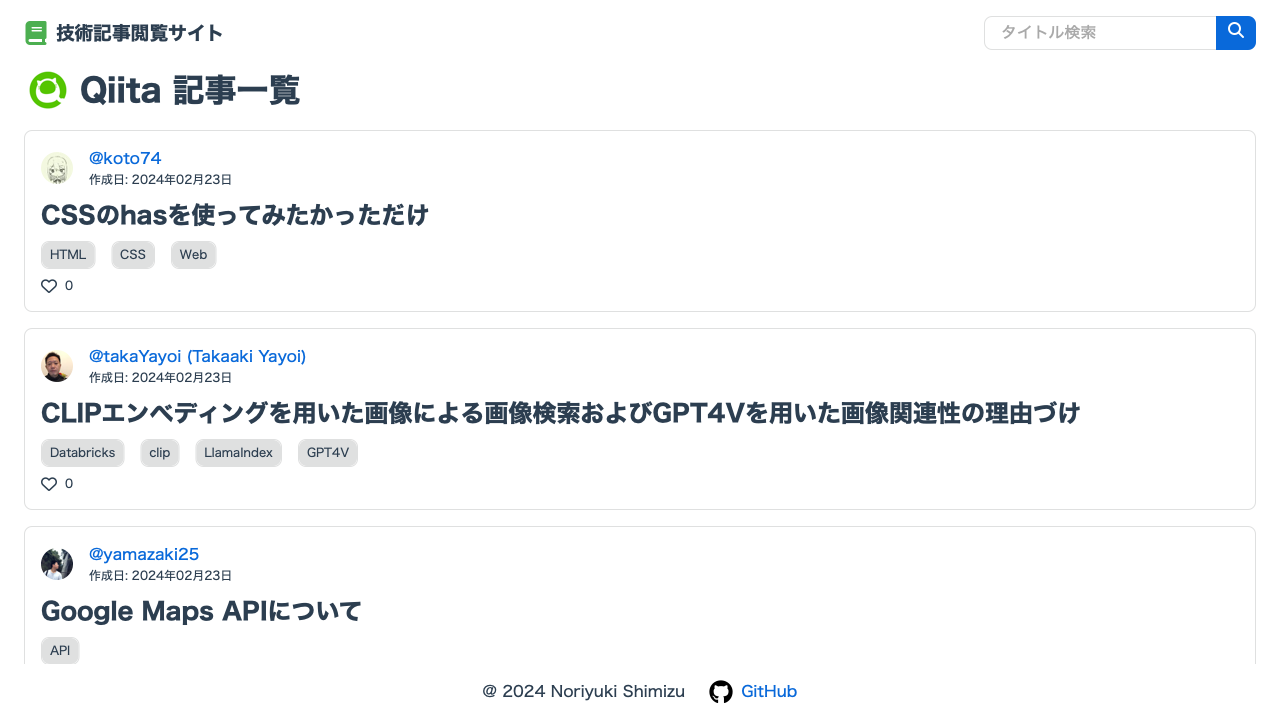 技術記事閲覧サイト
タイトル検索
Qiita 記事一覧
@koto74
作成日: 2024年02月23日
CSSのhasを使ってみたかっただけ
HTML CSS Web
0
@takaYayoi (Takaaki Yayoi)
作成日: 2024年02月23日
CLIPエンベディングを用いた画像による画像検索およびGPT4Vを用いた画像関連性の理由づけ
Databricks clip LlamaIndex GPT4V
0
@yamazaki25
作成日: 2024年02月23日
Google Maps APIについて
API
@ 2024 Noriyuki Shimizu GitHub